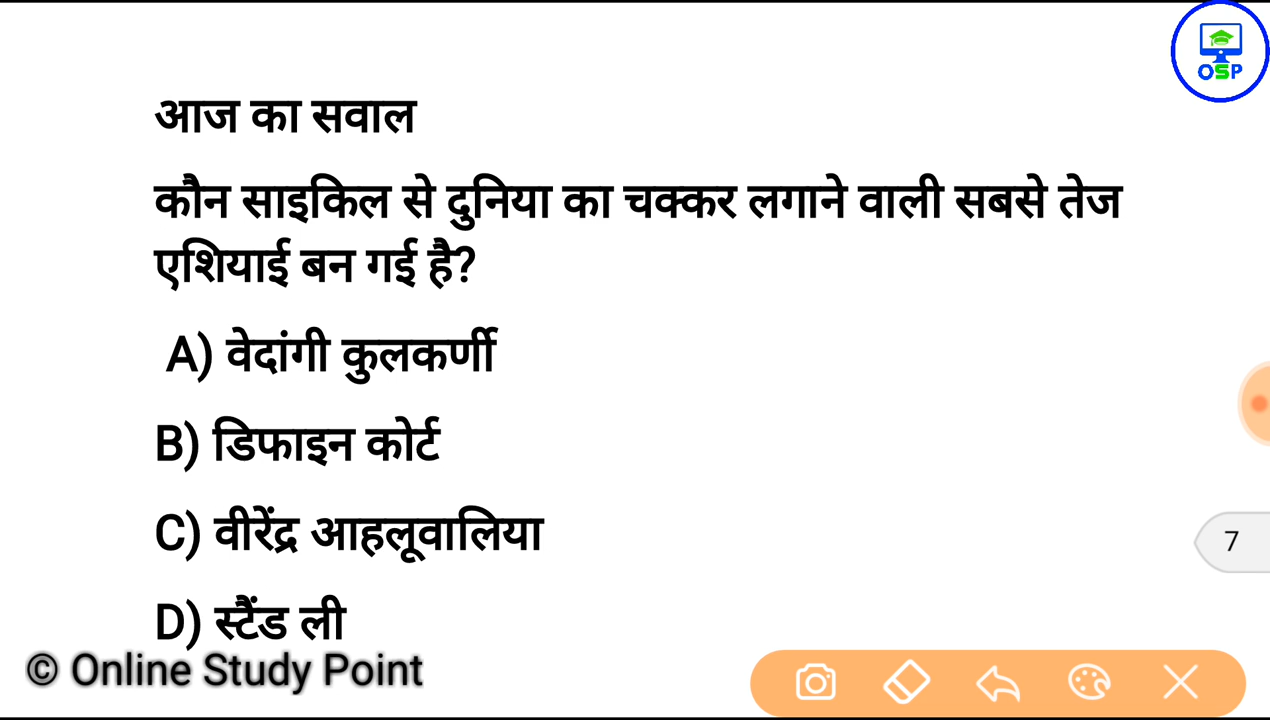 OSP
आज का सवाल
कौन साइकिल से दुनिया का चक्कर लगाने वाली सबसे तेज
एशियाई बन गई है?
A) वेदांगी कुलकर्णी
B) डिफाइन कोर्ट
C) वीरेंद्र आहलूवालिया
7
D) स्टैंड ली
© Online Study Point